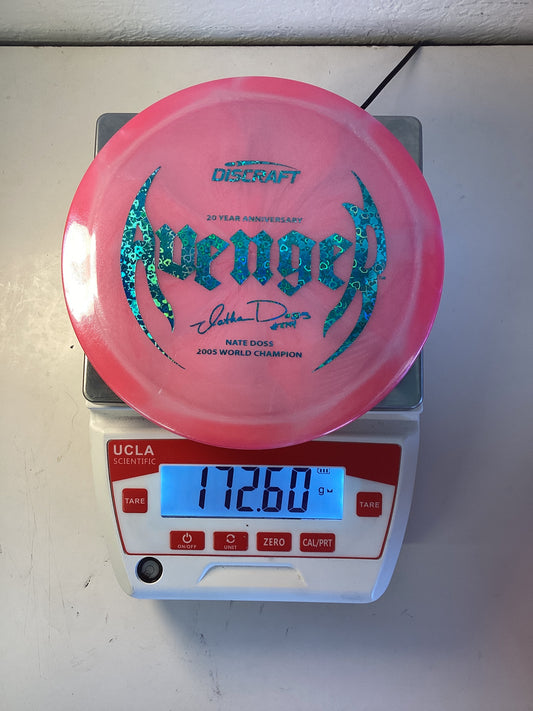 DISCRAFT
20 YEAR ANNIVERSARY
Avenger
NATE DOSS
2005 WORLD CHAMPION
UCLA
SCIENTIFIC
172.60 g
TARE
TARE
ON/OFF
UNIT
ZERO
CAL/PRT